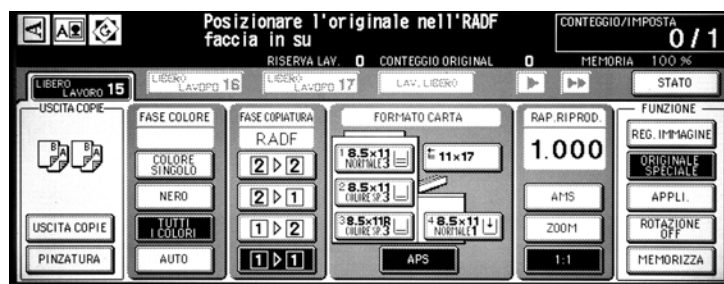 Posizionare l'originale nell'RADF
faccia in su
CONTEGGIO/IMPOSTA
0/1
RISERVA LAV. 0 CONTEGGIO ORIGINAL 0 MEMORIA 100 %
LIBERO
LAVORO 15
LIBERO
LAVORO 16
LIBERO
LAVORO 17
LAV. LIBERO
STATO
USCITA COPIE
B
A
B
A
USCITA COPIE
PINZATURA
FASE COLORE
COLORE
SINGOLO
NERO
TUTTI
I COLORI
AUTO
FASE COPIATURA
RADF
2 ▷ 2
2 ▷ 1
1 ▷ 2
1 ▷ 1
FORMATO CARTA
1 8.5×11
NORMALE 3
11×17
2 8.5×11
COLORE SP. 3
3 8.5×11R
COLORE SP. 3
4 8.5×11
NORMALE 1
APS
RAP.RIPROD.
1.000
AMS
ZOOM
1:1
FUNZIONE
REG. IMMAGINE
ORIGINALE
SPECIALE
APPLI.
ROTAZIONE
OFF
MEMORIZZA